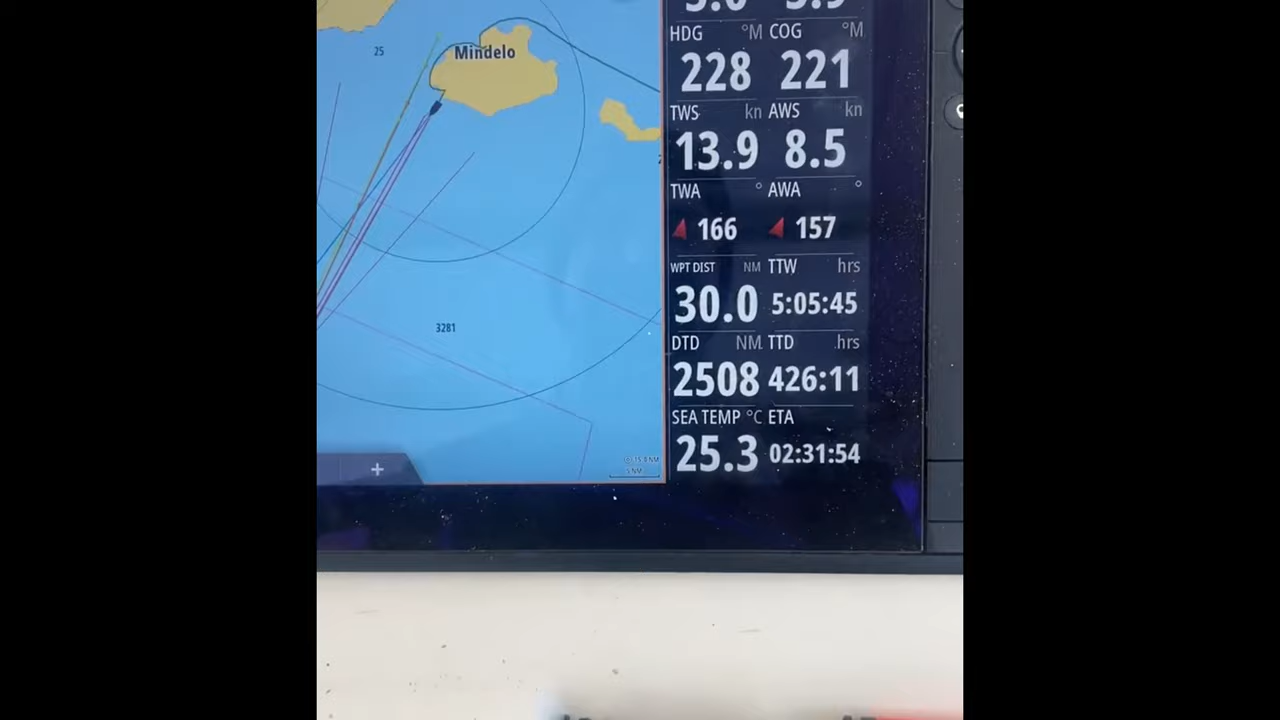 HDG °M COG °M
228 221
25
Mindelo
TWS kn AWS kn
13.9 8.5
TWA ° AWA °
166 157
WPT DIST NM TTW hrs
30.0 5:05:45
3281
DTD NM TTD hrs
2508 426:11
SEA TEMP °C ETA
25.3 02:31:54
+
5 NM